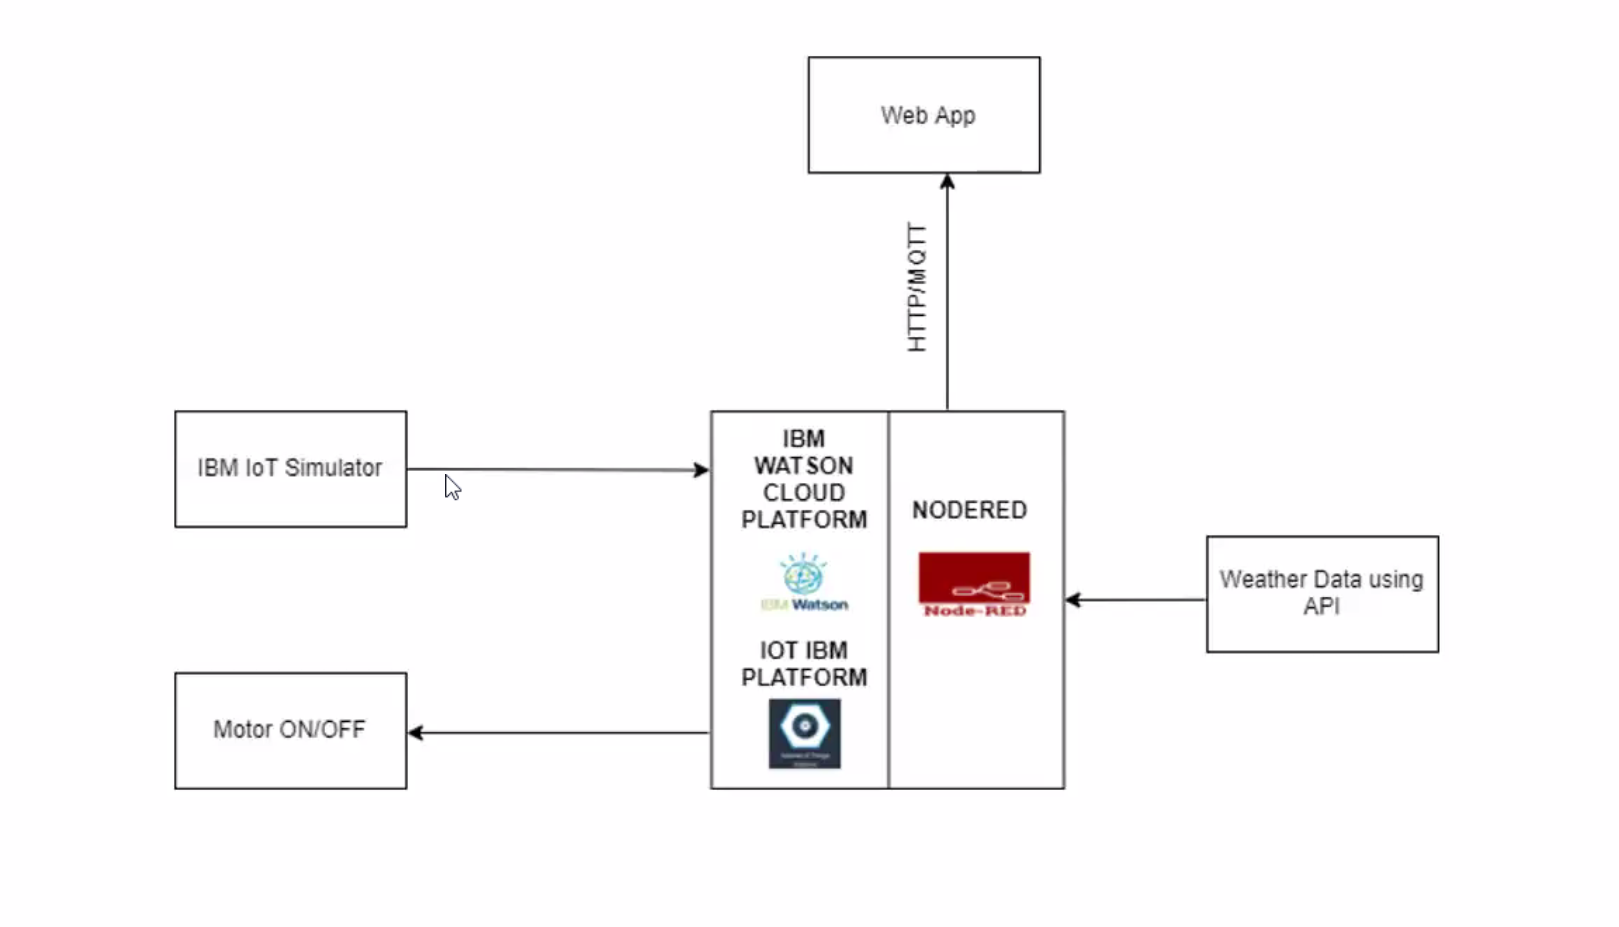 Web App
HTTP/MQTT
IBM IoT Simulator
IBM
WATSON
CLOUD
PLATFORM
IBM Watson
IOT IBM
PLATFORM
NODERED
Node-RED
Weather Data using
API
Motor ON/OFF